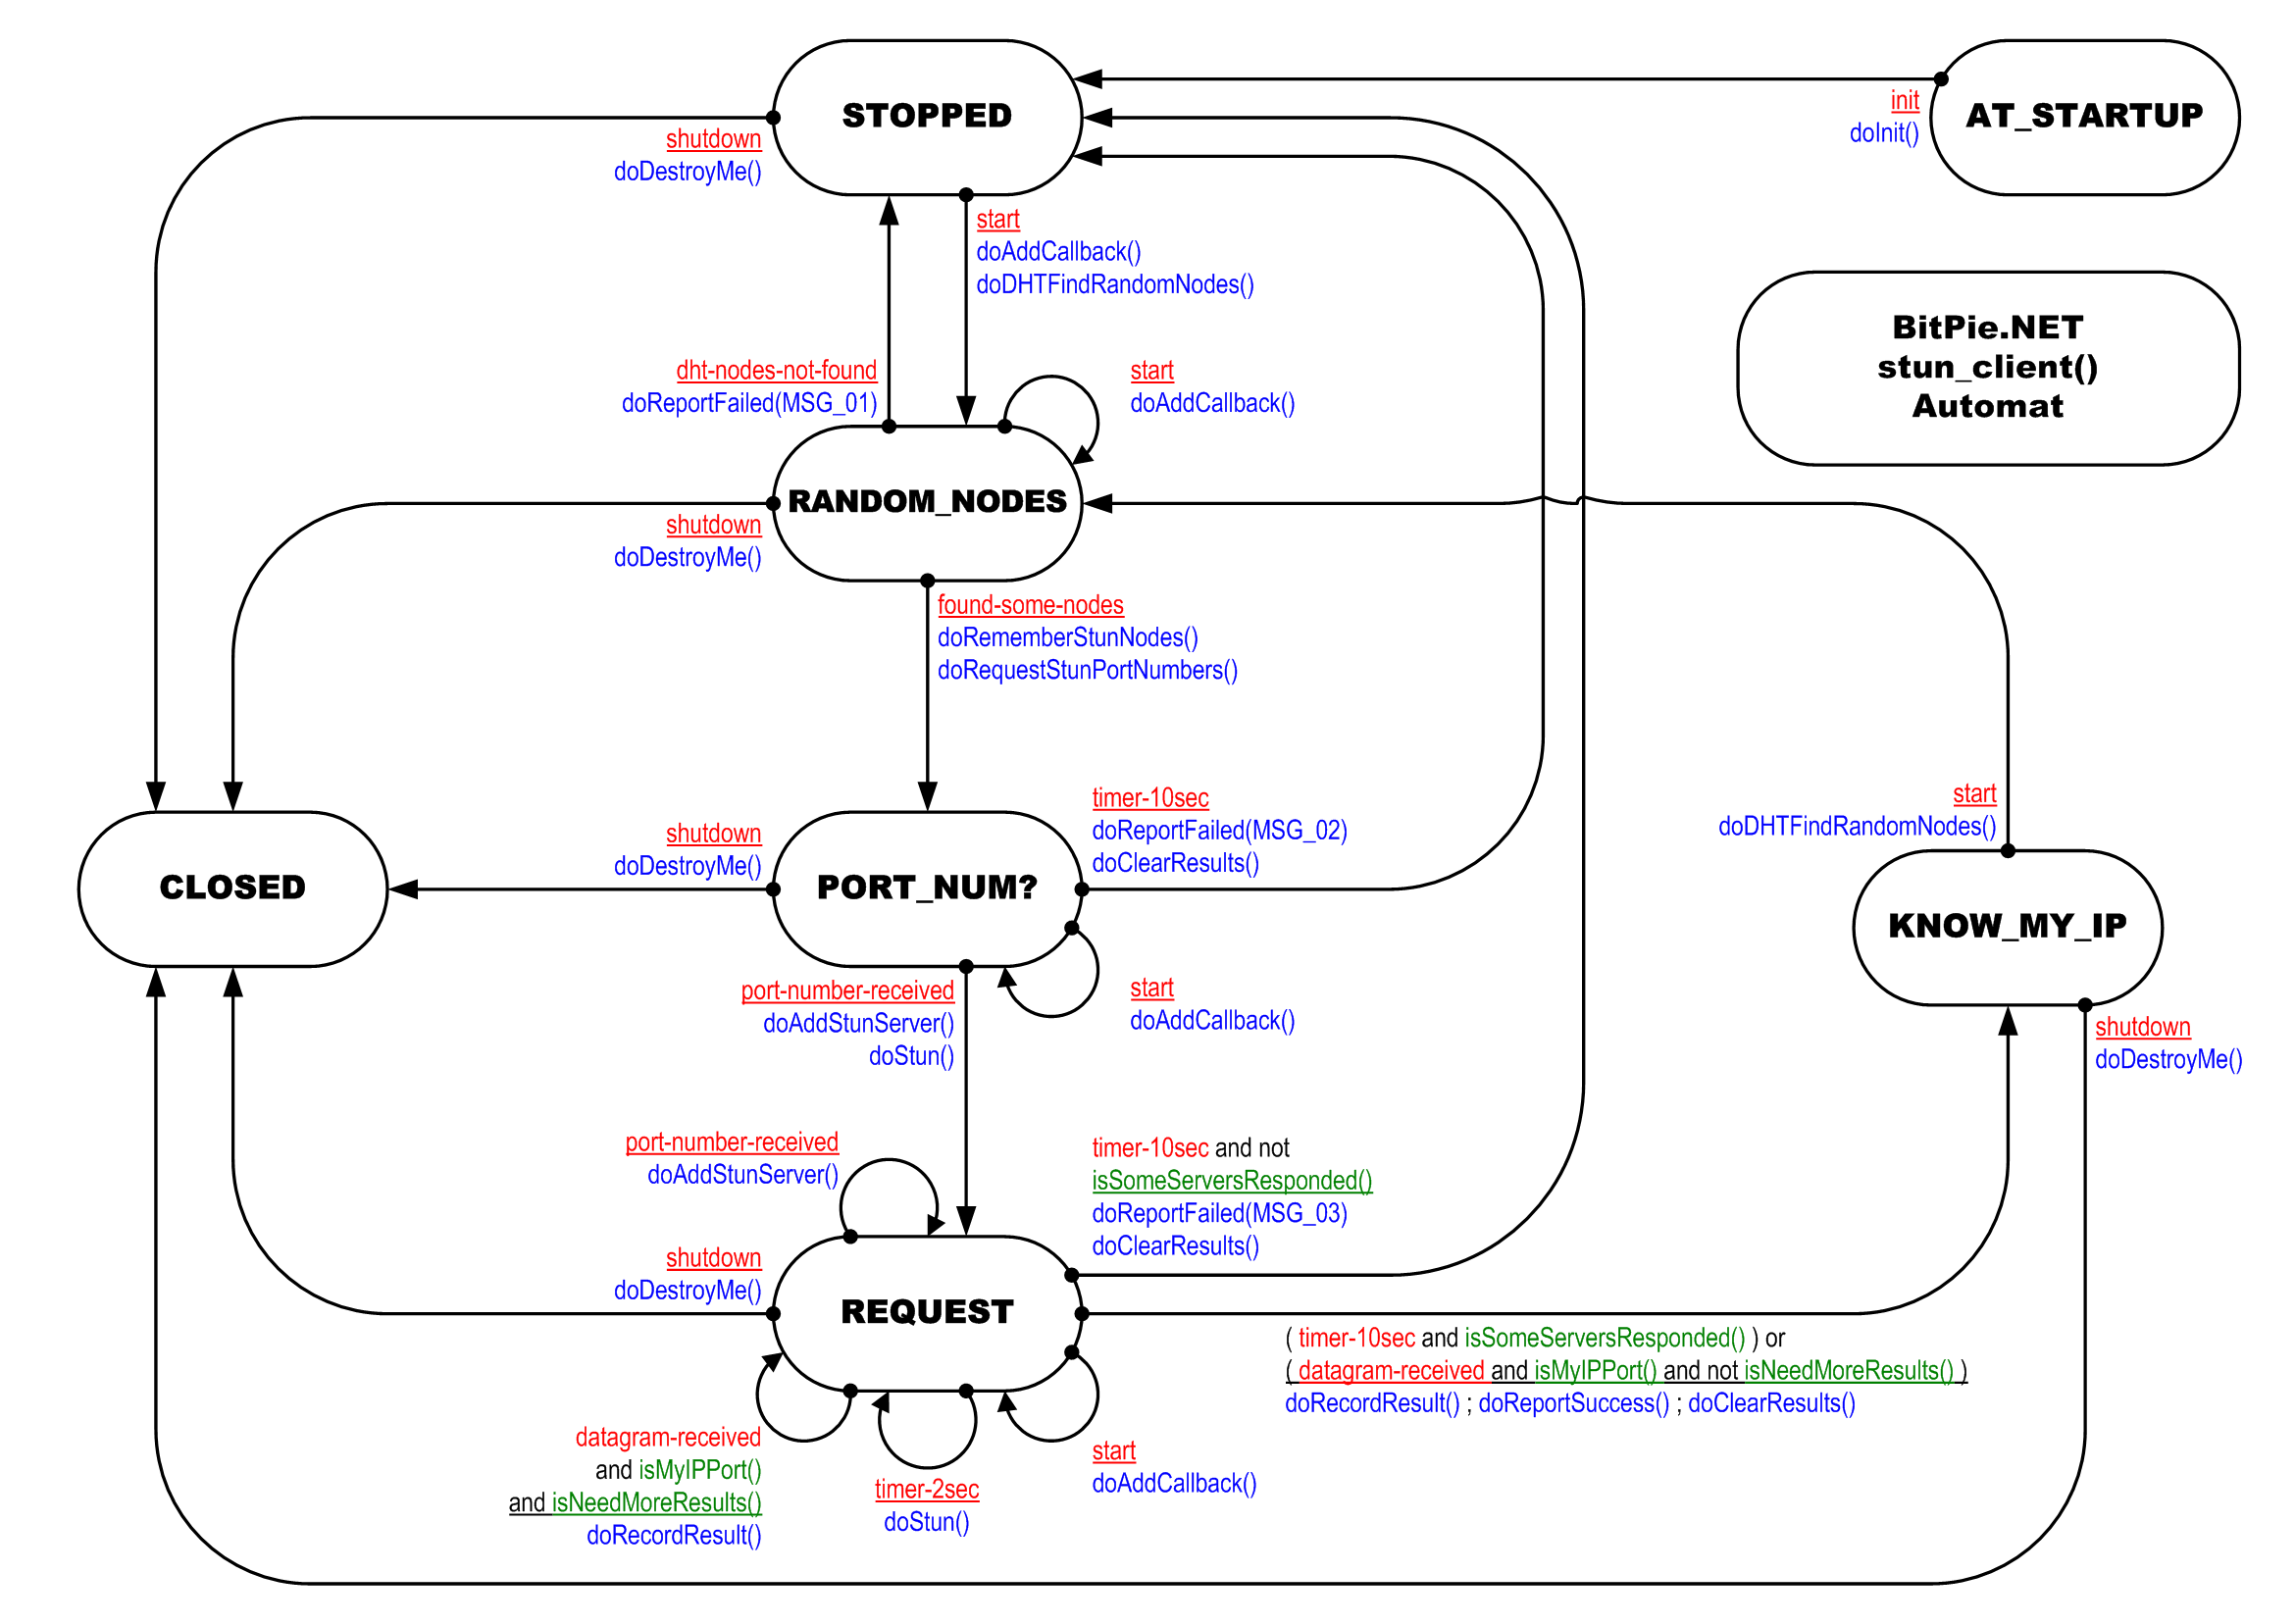 STOPPED
AT_STARTUP
init
doInit()
shutdown
doDestroyMe()
start
doAddCallback()
doDHTFindRandomNodes()
BitPie.NET
stun_client()
Automat
dht-nodes-not-found
doReportFailed(MSG_01)
start
doAddCallback()
RANDOM_NODES
shutdown
doDestroyMe()
found-some-nodes
doRememberStunNodes()
doRequestStunPortNumbers()
timer-10sec
doReportFailed(MSG_02)
doClearResults()
start
doDHTFindRandomNodes()
shutdown
doDestroyMe()
CLOSED
PORT_NUM?
KNOW_MY_IP
port-number-received
doAddStunServer()
doStun()
start
doAddCallback()
shutdown
doDestroyMe()
port-number-received
doAddStunServer()
timer-10sec and not
isSomeServersResponded()
doReportFailed(MSG_03)
doClearResults()
shutdown
doDestroyMe()
REQUEST
( timer-10sec and isSomeServersResponded() ) or
( datagram-received and isMyIPPort() and not isNeedMoreResults() )
doRecordResult() ; doReportSuccess() ; doClearResults()
datagram-received
and isMyIPPort()
and isNeedMoreResults()
doRecordResult()
timer-2sec
doStun()
start
doAddCallback()